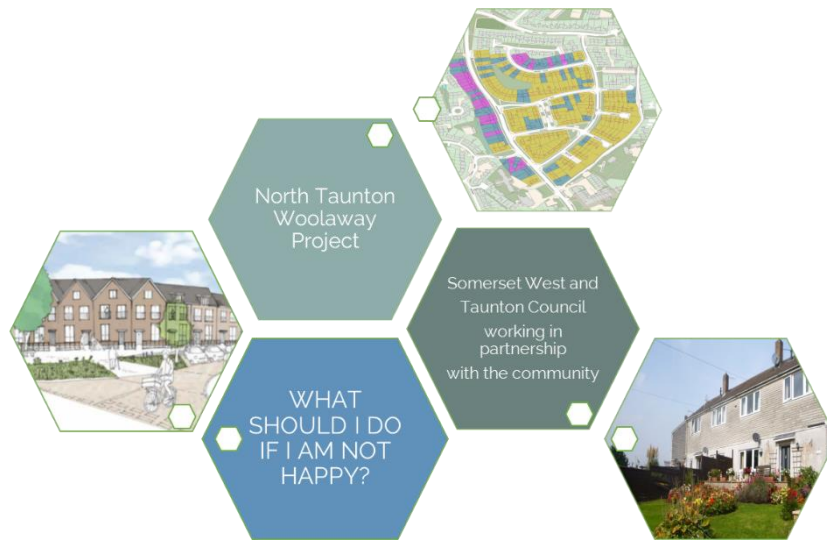 North Taunton
Woolaway
Project
Somerset West and
Taunton Council
working in
partnership
with the community
WHAT
SHOULD I DO
IF I AM NOT
HAPPY?